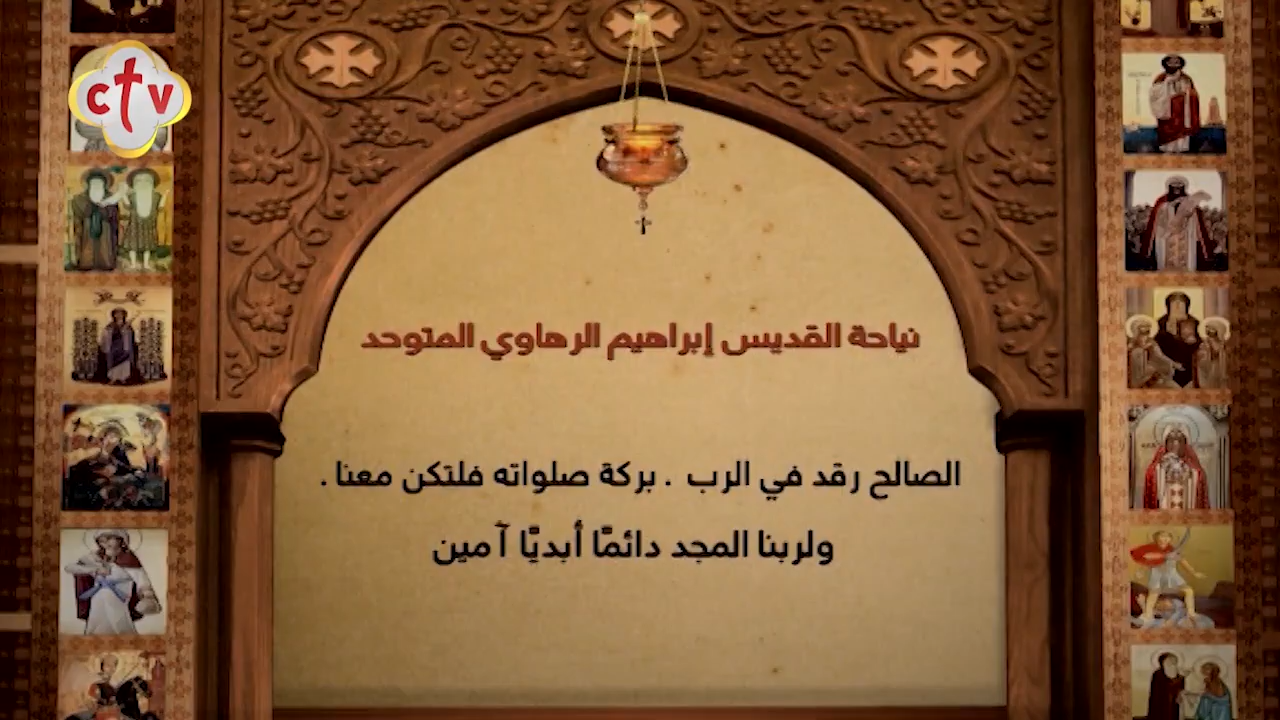 ctv
نياحة القديس إبراهيم الرهاوي المتوحد
الصالح رقد في الرب . بركة صلواته فلتكن معنا .
ولربنا المجد دائمًا أبديًا آمين